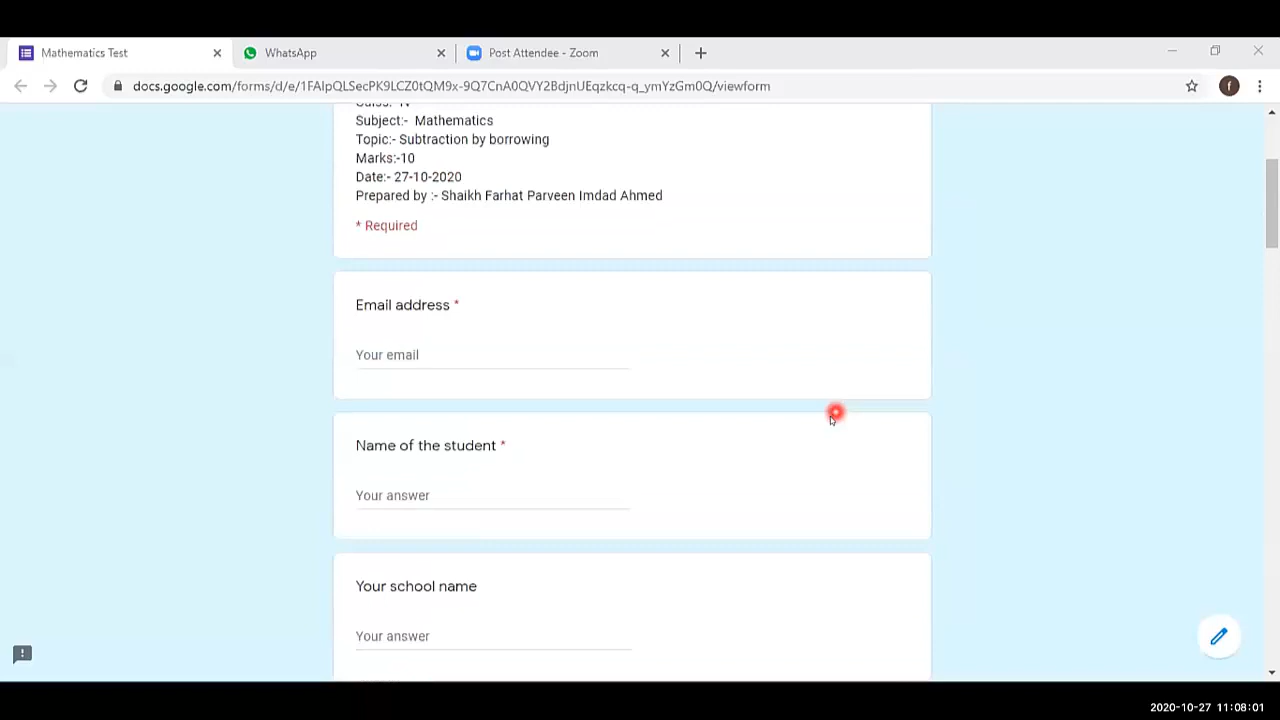 Mathematics Test
WhatsApp
Post Attendee - Zoom
docs.google.com/forms/d/e/1FAIpQLSecPK9LCZ0tQM9x-9Q7CnA0QVY2BdjnUEqzkcq-q_ymYzGm0Q/viewform
f
Subject:- Mathematics
Topic:- Subtraction by borrowing
Marks:-10
Date:- 27-10-2020
Prepared by :- Shaikh Farhat Parveen Imdad Ahmed
* Required
Email address *
Your email
Name of the student *
Your answer
Your school name
Your answer
2020-10-27 11:08:01